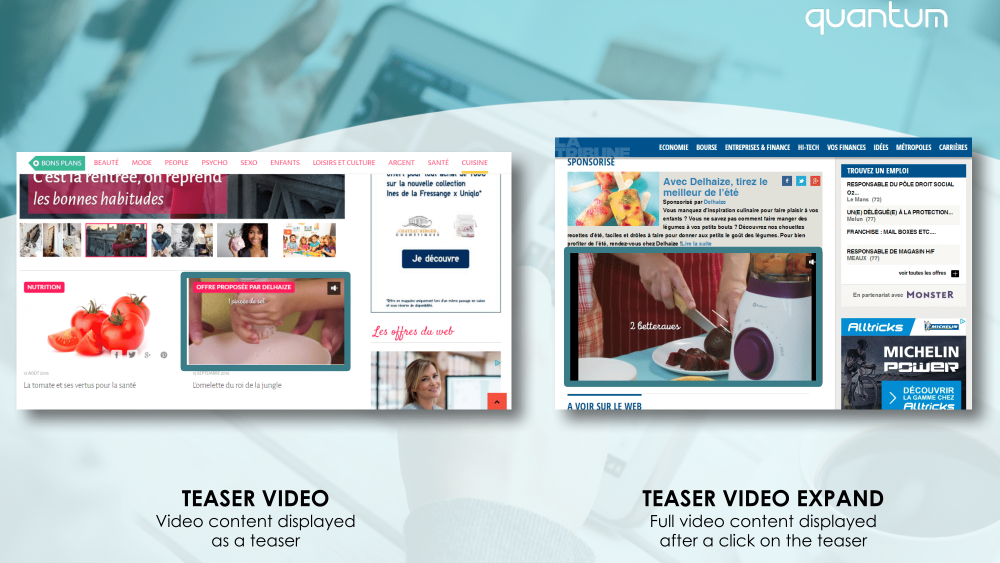 quantum
BONS PLANS BEAUTÉ MODE PEOPLE PSYCHO SEXO ENFANTS LOISIRS ET CULTURE ARGENT SANTÉ CUISINE
C'est la rentrée, on reprend
les bonnes habitudes
offert pour tout achat de 80€
sur la nouvelle collection
Ines de la Fressange x Uniqlo*
Je découvre
NUTRITION
OFFRE PROPOSÉE PAR DELHAIZE
1 pincée de sel
Les offres du web
La tomate et ses vertus pour la santé
L'omelette du roi de la jungle
LA TRIBUNE
ECONOMIE BOURSE ENTREPRISES & FINANCE HI-TECH VOS FINANCES IDÉES MÉTROPOLES CARRIÈRES
SPONSORISÉ
Avec Delhaize, tirez le
meilleur de l'été
Sponsorisé par Delhaize
Vous manquez d'inspiration culinaire pour faire plaisir à vos
enfants ? Vous ne savez pas comment faire manger des
légumes à vos petits bouts ? Découvrez nos chouettes
recettes d'été, faciles et drôles à faire pour donner aux petits le goût des légumes. Pour bien
profiter de l'été, rendez-vous chez Delhaize ! Lire la suite
2 betteraves
A VOIR SUR LE WEB
TROUVEZ UN EMPLOI
RESPONSABLE DU PÔLE DROIT SOCIAL
O2...
Le Mans (72)
UN(E) DÉLÉGUÉ(E) À LA PROTECTION...
Melun (77)
FRANCHISE : MAIL BOXES ETC....
RESPONSABLE DE MAGASIN H/F
MEAUX (77)
voir toutes les offres
En partenariat avec MONSTER
Alltricks MICHELIN
MICHELIN
POWER
DÉCOUVRIR
LA GAMME CHEZ
Alltricks
TEASER VIDEO
Video content displayed
as a teaser
TEASER VIDEO EXPAND
Full video content displayed
after a click on the teaser